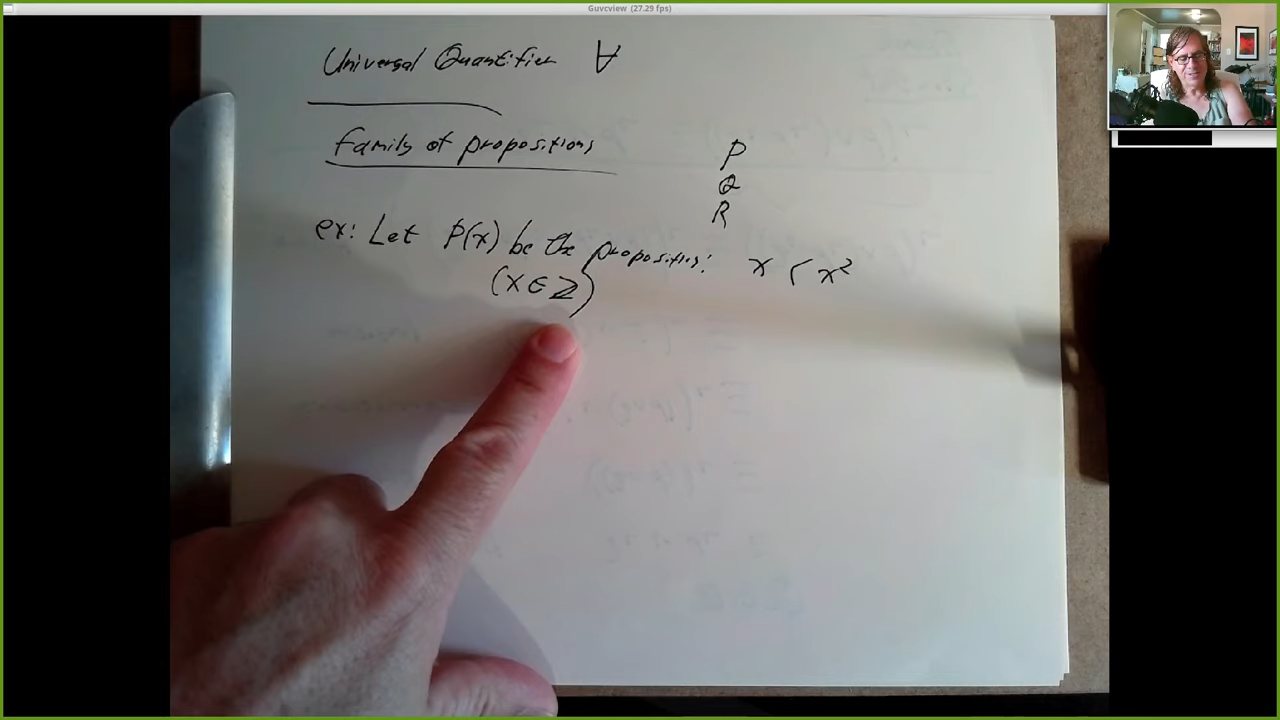 Guvcview (27.29 fps)
Universal Quantifier ∀
family of propositions
P
Q
R
ex: Let P(x) be the proposition: x < x²
(x ∈ ℤ)